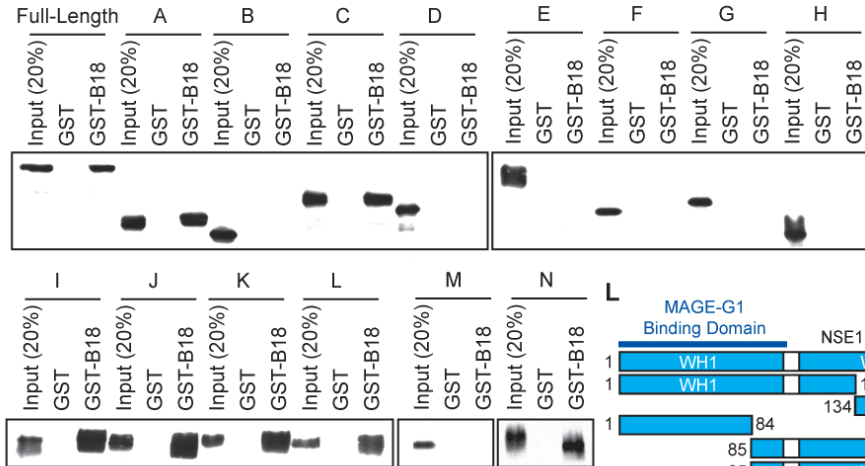 Full-Length A B C D E F G H
Input (20%) GST GST-B18 Input (20%) GST GST-B18 Input (20%) GST GST-B18 Input (20%) GST GST-B18 Input (20%) GST GST-B18 Input (20%) GST GST-B18 Input (20%) GST GST-B18 Input (20%) GST GST-B18 Input (20%) GST GST-B18
I J K L M N L
Input (20%) GST GST-B18 Input (20%) GST GST-B18 Input (20%) GST GST-B18 Input (20%) GST GST-B18 Input (20%) GST GST-B18 Input (20%) GST GST-B18
MAGE-G1
Binding Domain NSE1
1 WH1
1 WH1 1
134
1 84
85